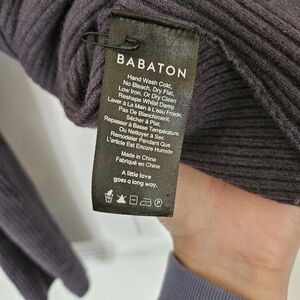 BABATON
Hand Wash Cold,
No Bleach, Dry Flat,
Low Iron, Or Dry Clean
Reshape Whilst Damp
Laver À La Main À L'eau Froide,
Pas De Blanchiment,
Sécher à Plat,
Repasser à Basse Température,
Ou Nettoyer à Sec
Remodeler Pendant Que
L'article Est Encore Humide
Made in China
Fabriqué en Chine
A little love
goes a long way.